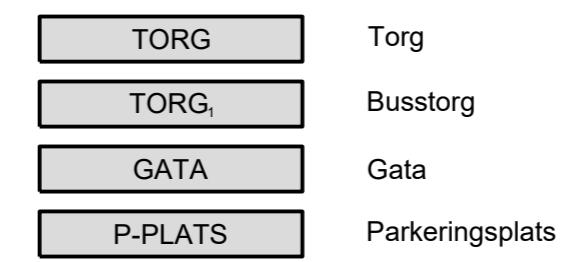 TORG Torg
TORG₁ Busstorg
GATA Gata
P-PLATS Parkeringsplats